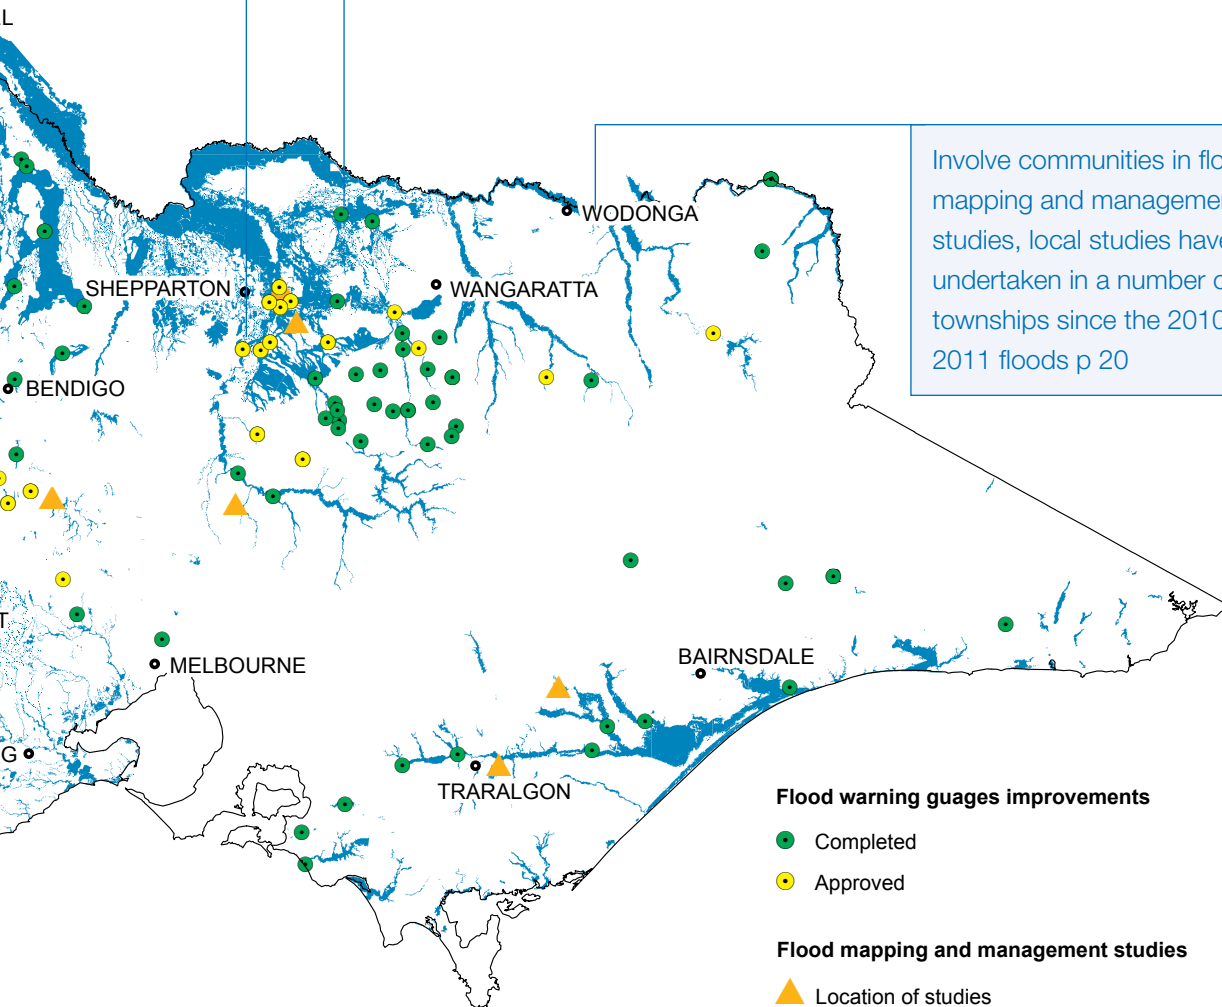 LL
WODONGA
Involve communities in flo
mapping and managemen
studies, local studies have
undertaken in a number o
townships since the 2010
2011 floods p 20
SHEPPARTON
WANGARATTA
BENDIGO
T
MELBOURNE
BAIRNSDALE
G
TRARALGON
Flood warning guages improvements
Completed
Approved
Flood mapping and management studies
Location of studies